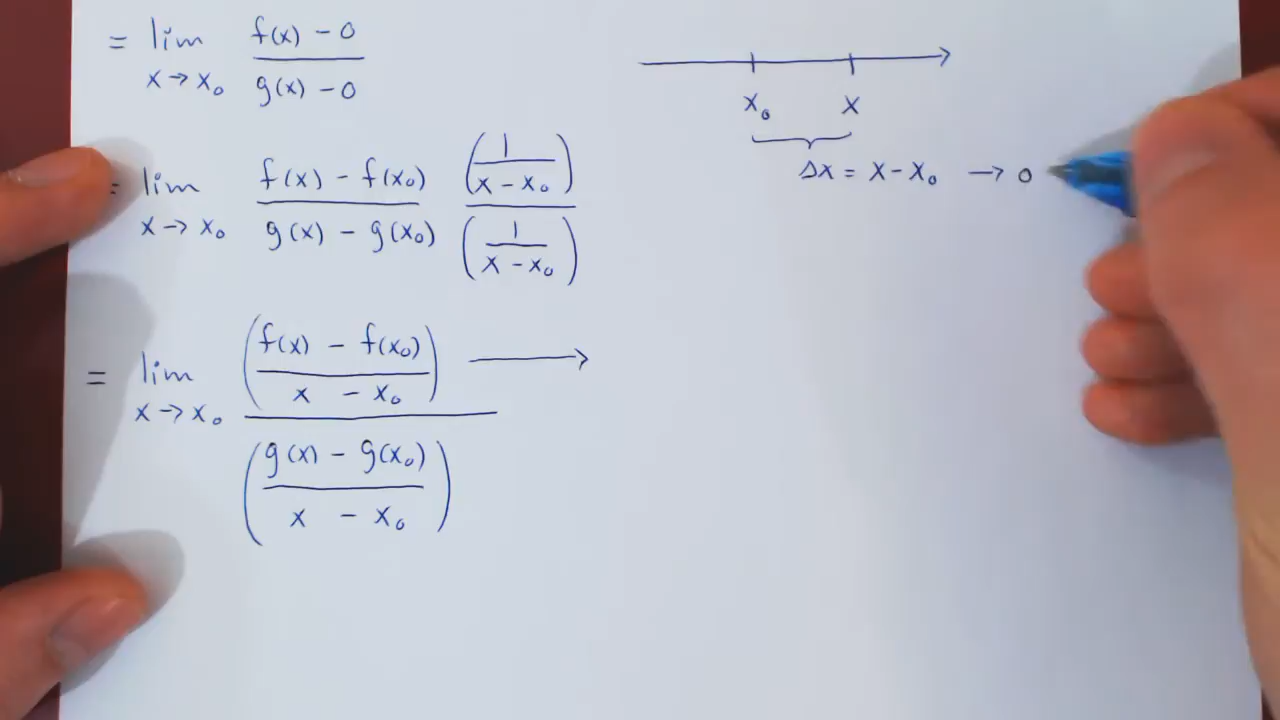 = lim f(x) - 0
x → x₀ g(x) - 0
= lim f(x) - f(x₀) (1 / x - x₀)
x → x₀ g(x) - g(x₀) (1 / x - x₀)
= lim (f(x) - f(x₀) / x - x₀) →
x → x₀ (g(x) - g(x₀) / x - x₀)
x₀ x
Δx = x - x₀ → 0